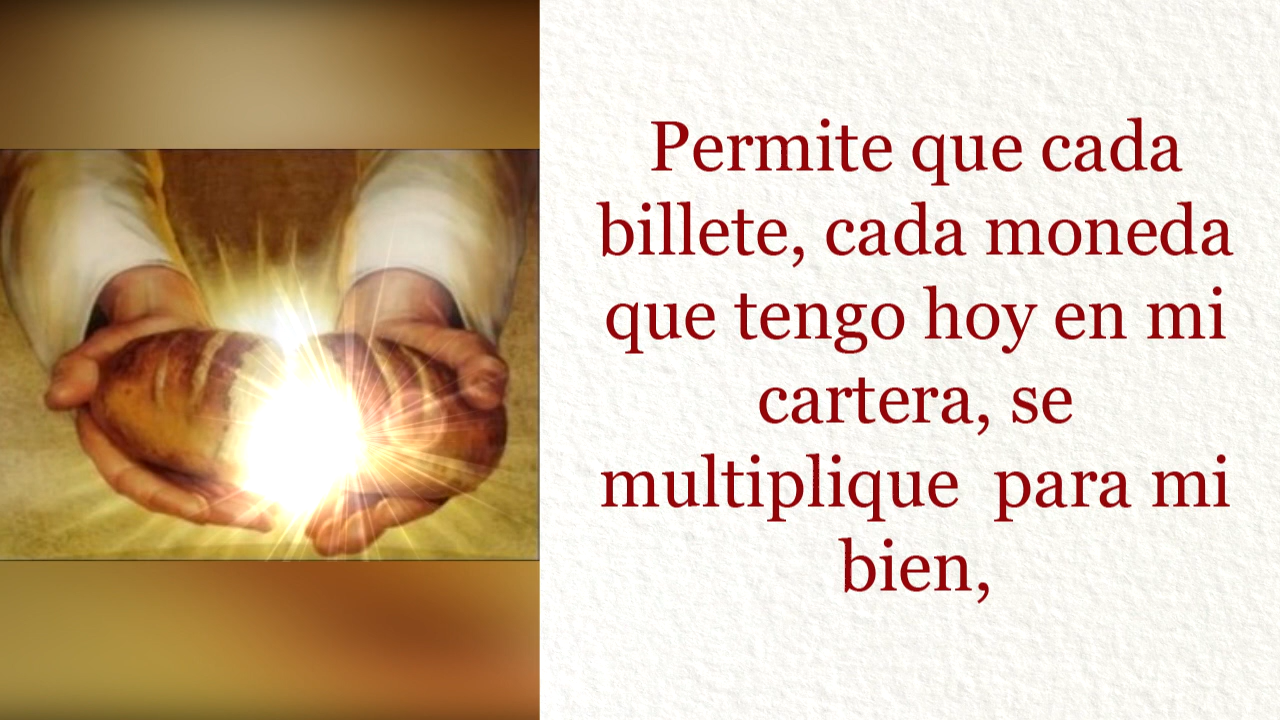 Permite que cada
billete, cada moneda
que tengo hoy en mi
cartera, se
multiplique  para mi
bien,